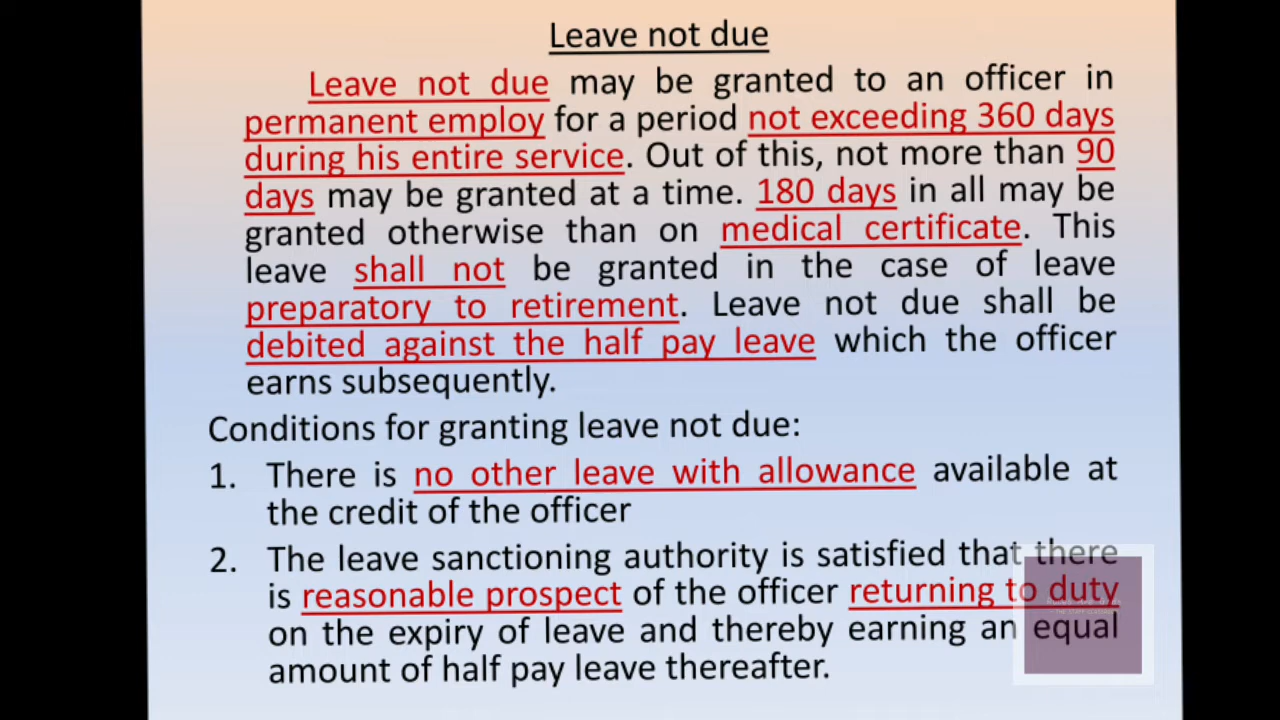 Leave not due
Leave not due may be granted to an officer in
permanent employ for a period not exceeding 360 days
during his entire service. Out of this, not more than 90
days may be granted at a time. 180 days in all may be
granted otherwise than on medical certificate. This
leave shall not be granted in the case of leave
preparatory to retirement. Leave not due shall be
debited against the half pay leave which the officer
earns subsequently.
Conditions for granting leave not due:
1. There is no other leave with allowance available at
the credit of the officer
2. The leave sanctioning authority is satisfied that there
is reasonable prospect of the officer returning to duty
on the expiry of leave and thereby earning an equal
amount of half pay leave thereafter.